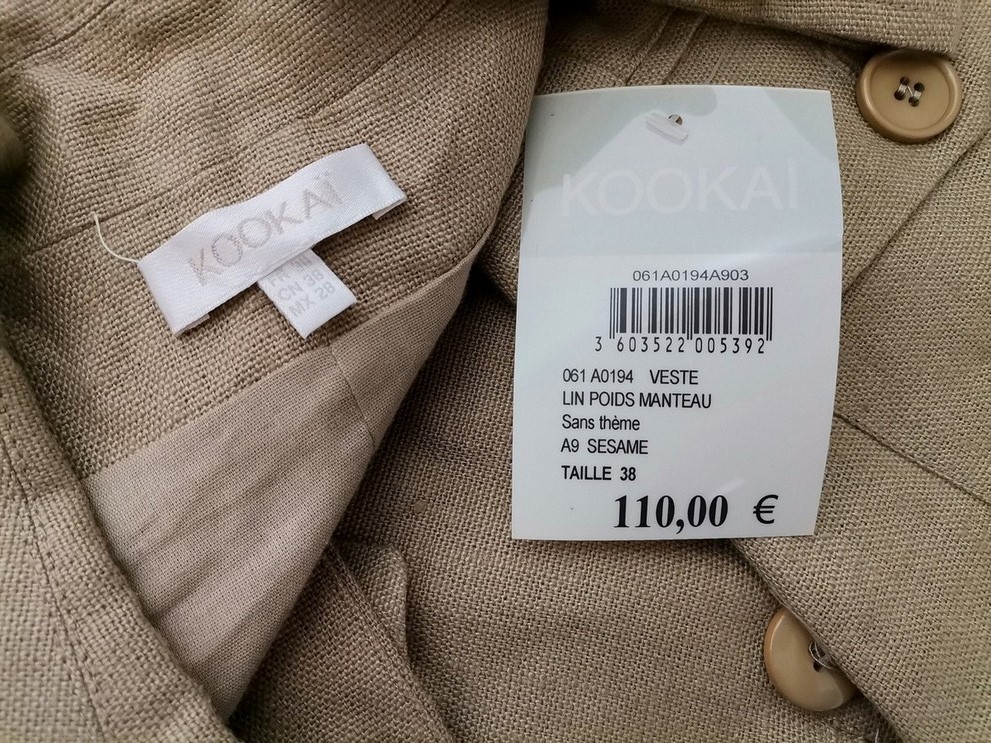 KOOKAÏ
CN 38
MX 28
KOOKAÏ
061A0194A903
3 603522 005392
061 A0194 VESTE
LIN POIDS MANTEAU
Sans thème
A9 SESAME
TAILLE 38
110,00 €